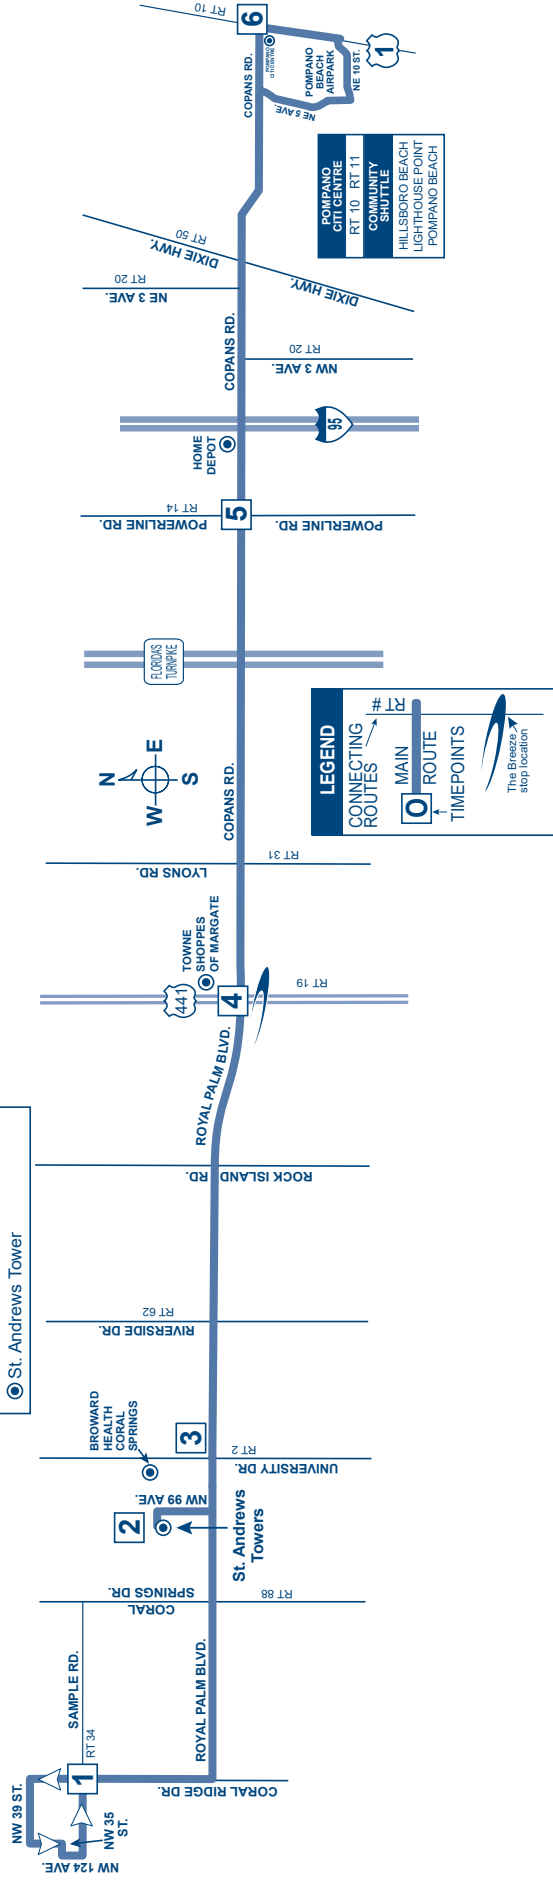 RT 10
6
COPANS RD.
POMPANO
CITI CENTRE
POMPANO
BEACH
AIRPARK
NE 10 ST.
1
NE 5 AVE.
POMPANO
CITI CENTRE
RT 10 RT 11
COMMUNITY
SHUTTLE
HILLSBORO BEACH
LIGHTHOUSE POINT
POMPANO BEACH
RT 50
DIXIE HWY.
DIXIE HWY.
RT 20
NE 3 AVE.
COPANS RD.
RT 20
NW 3 AVE.
HOME
DEPOT
95
RT 14
POWERLINE RD.
5
POWERLINE RD.
FLORIDA'S
TURNPIKE
N
W E
S
LEGEND
CONNECTING
ROUTES
RT #
O
MAIN
ROUTE
TIMEPOINTS
The Breeze
stop location
COPANS RD.
LYONS RD.
RT 31
TOWNE
SHOPPES
OF MARGATE
441
4
RT 19
ROYAL PALM BLVD.
ROCK ISLAND RD.
St. Andrews Tower
RT 62
RIVERSIDE DR.
BROWARD
HEALTH
CORAL
SPRINGS
3
RT 2
UNIVERSITY DR.
NW 99 AVE.
2
St. Andrews
Towers
CORAL
SPRINGS DR.
RT 88
SAMPLE RD.
RT 34
ROYAL PALM BLVD.
1
CORAL RIDGE DR.
NW 39 ST.
NW 35
ST.
NW 124 AVE.